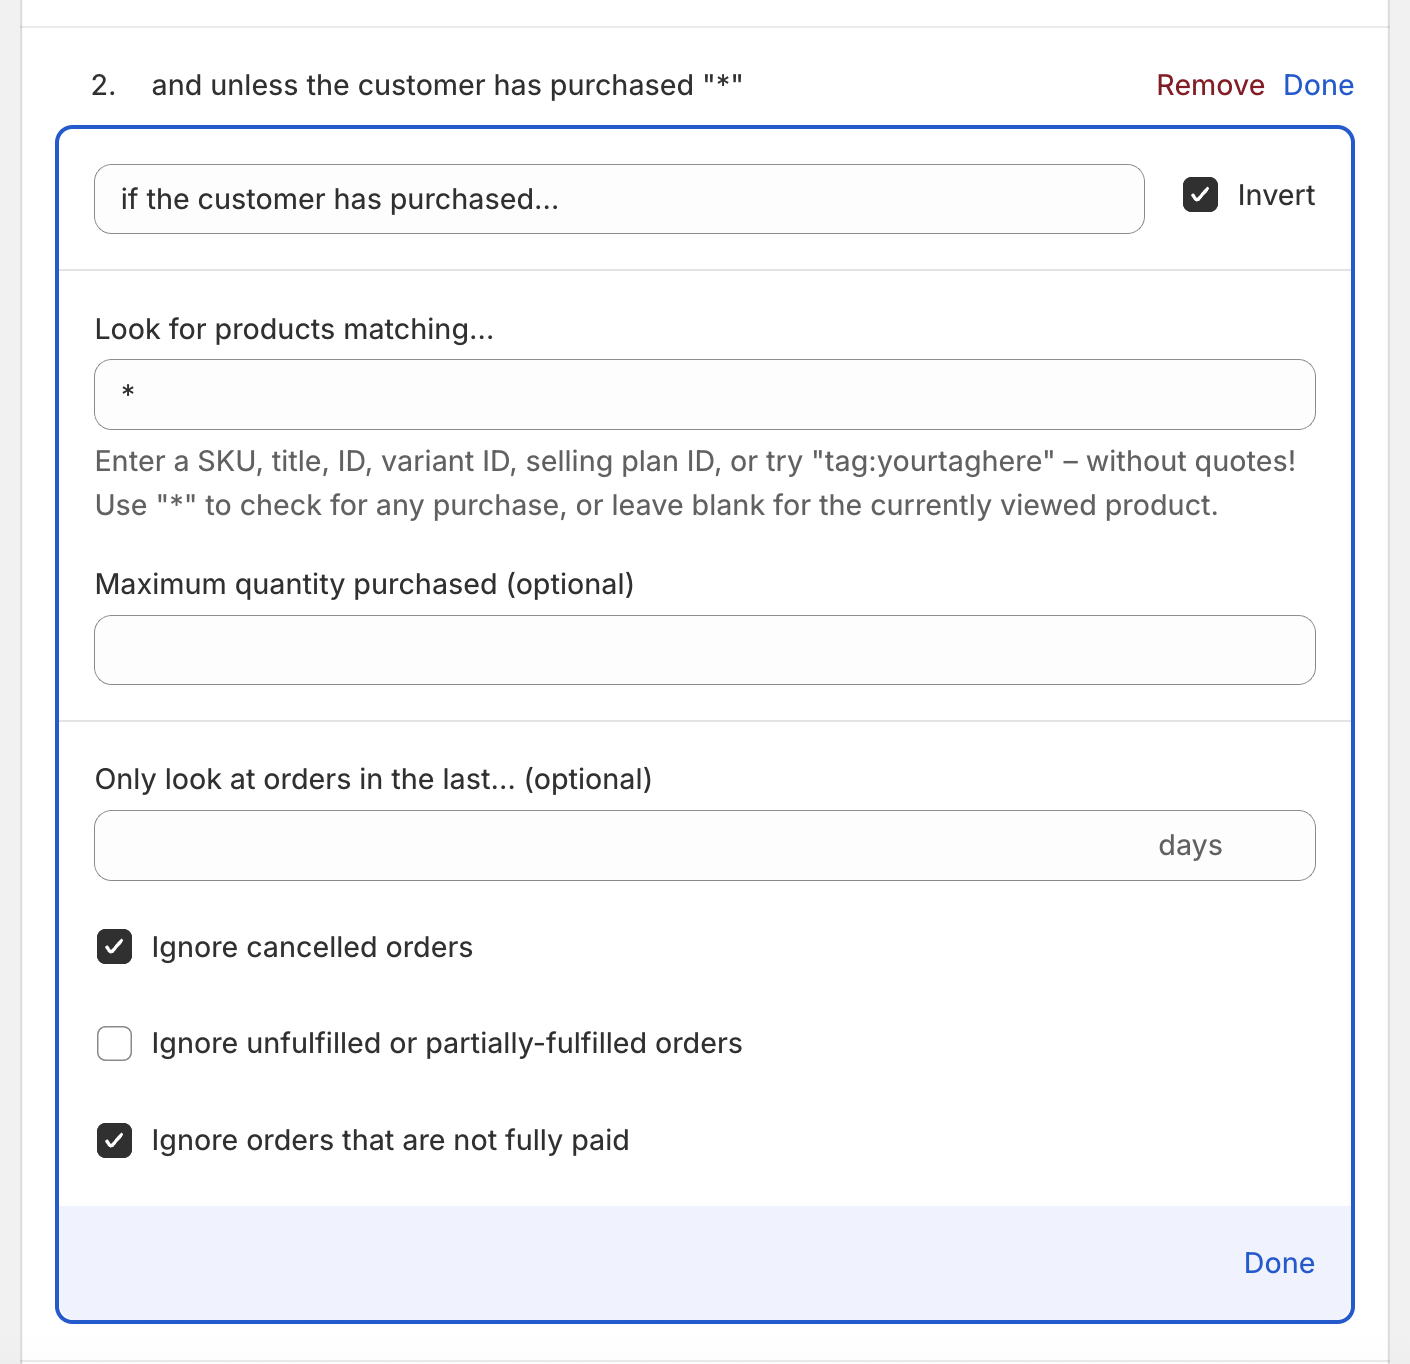 2. and unless the customer has purchased "*"
Remove Done
if the customer has purchased...
Invert
Look for products matching...
*
Enter a SKU, title, ID, variant ID, selling plan ID, or try "tag:yourtaghere" – without quotes!
Use "*" to check for any purchase, or leave blank for the currently viewed product.
Maximum quantity purchased (optional)
Only look at orders in the last... (optional)
days
Ignore cancelled orders
Ignore unfulfilled or partially-fulfilled orders
Ignore orders that are not fully paid
Done